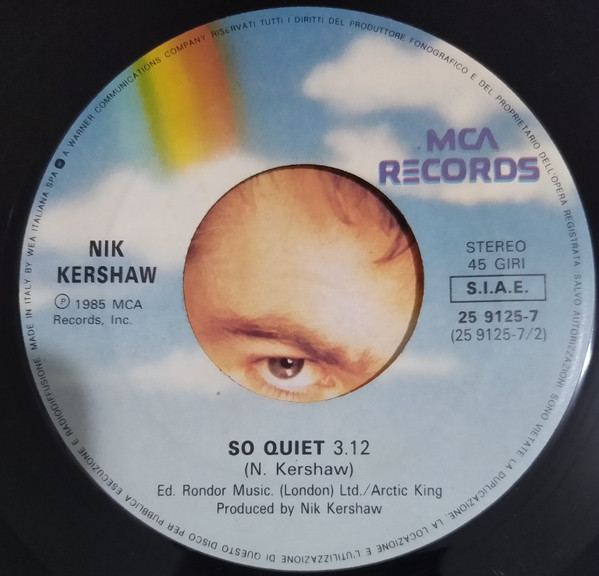 MADE IN ITALY BY WEA ITALIANA SPA A WARNER COMMUNICATIONS COMPANY RISERVATI TUTTI I DIRITTI DEL PRODUTTORE FONOGRAFICO E DEL PROPRIETARIO DELL'OPERA REGISTRATA. SALVO AUTORIZZAZIONI SONO VIETATE LA DUPLICAZIONE, LA LOCAZIONE, E L'UTILIZZAZIONE DI QUESTO DISCO PER PUBBLICA ESECUZIONE E RADIODIFFUSIONE
MCA
RECORDS
NIK
KERSHAW
℗ 1985 MCA
Records, Inc.
STEREO
45 GIRI
S.I.A.E.
25 9125-7
(25 9125-7/2)
SO QUIET 3.12
(N. Kershaw)
Ed. Rondor Music. (London) Ltd./Arctic King
Produced by Nik Kershaw